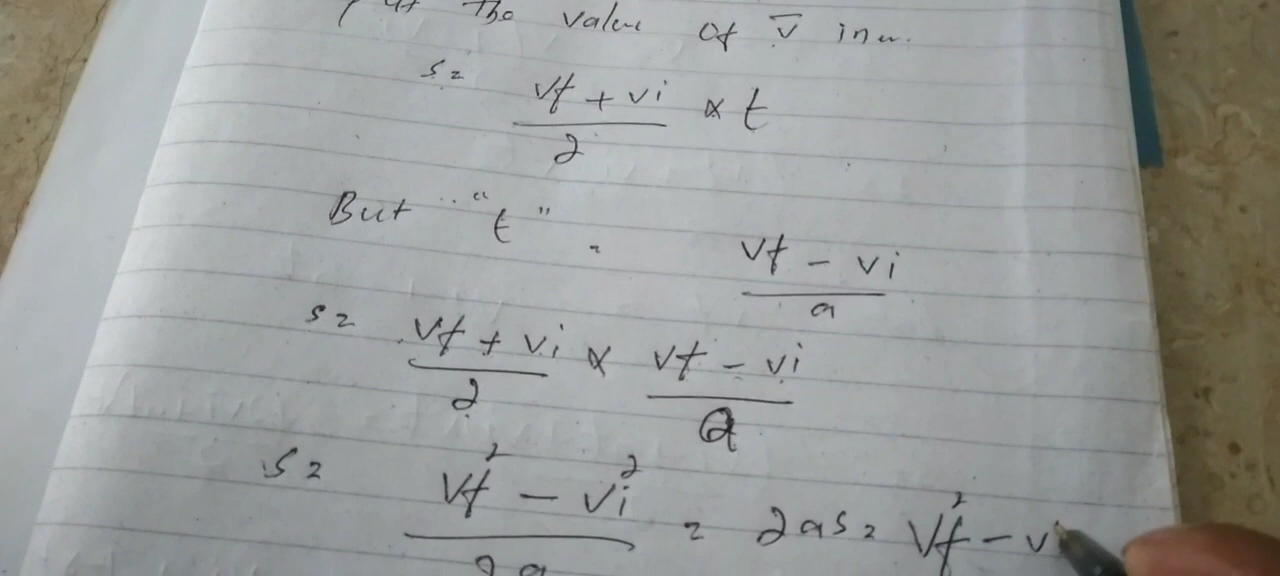 the value of v̄ in
s = vf + vi / 2 × t
But "t" = vf - vi / a
s = vf + vi / 2 × vf - vi / a
s = vf² - vi² / 2a = 2as = vf² - v